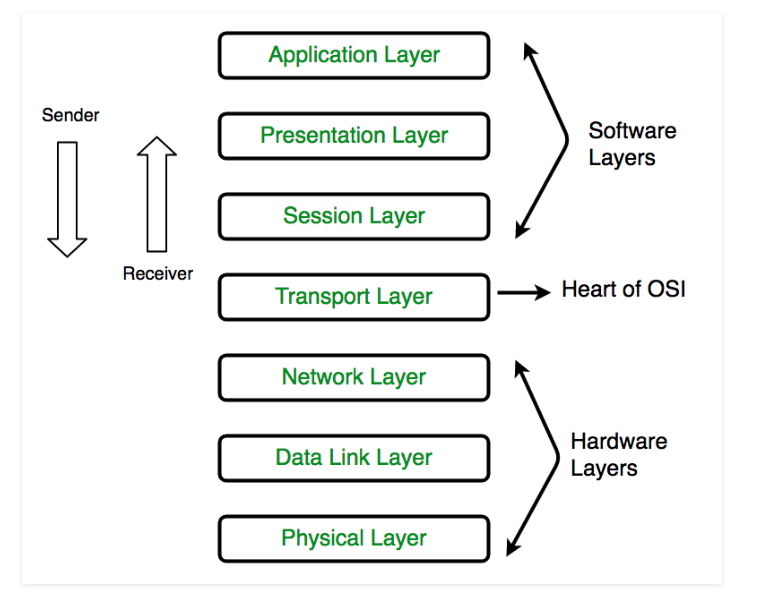 Application Layer
Sender
Presentation Layer
Software
Layers
Session Layer
Receiver
Transport Layer
Heart of OSI
Network Layer
Hardware
Layers
Data Link Layer
Physical Layer